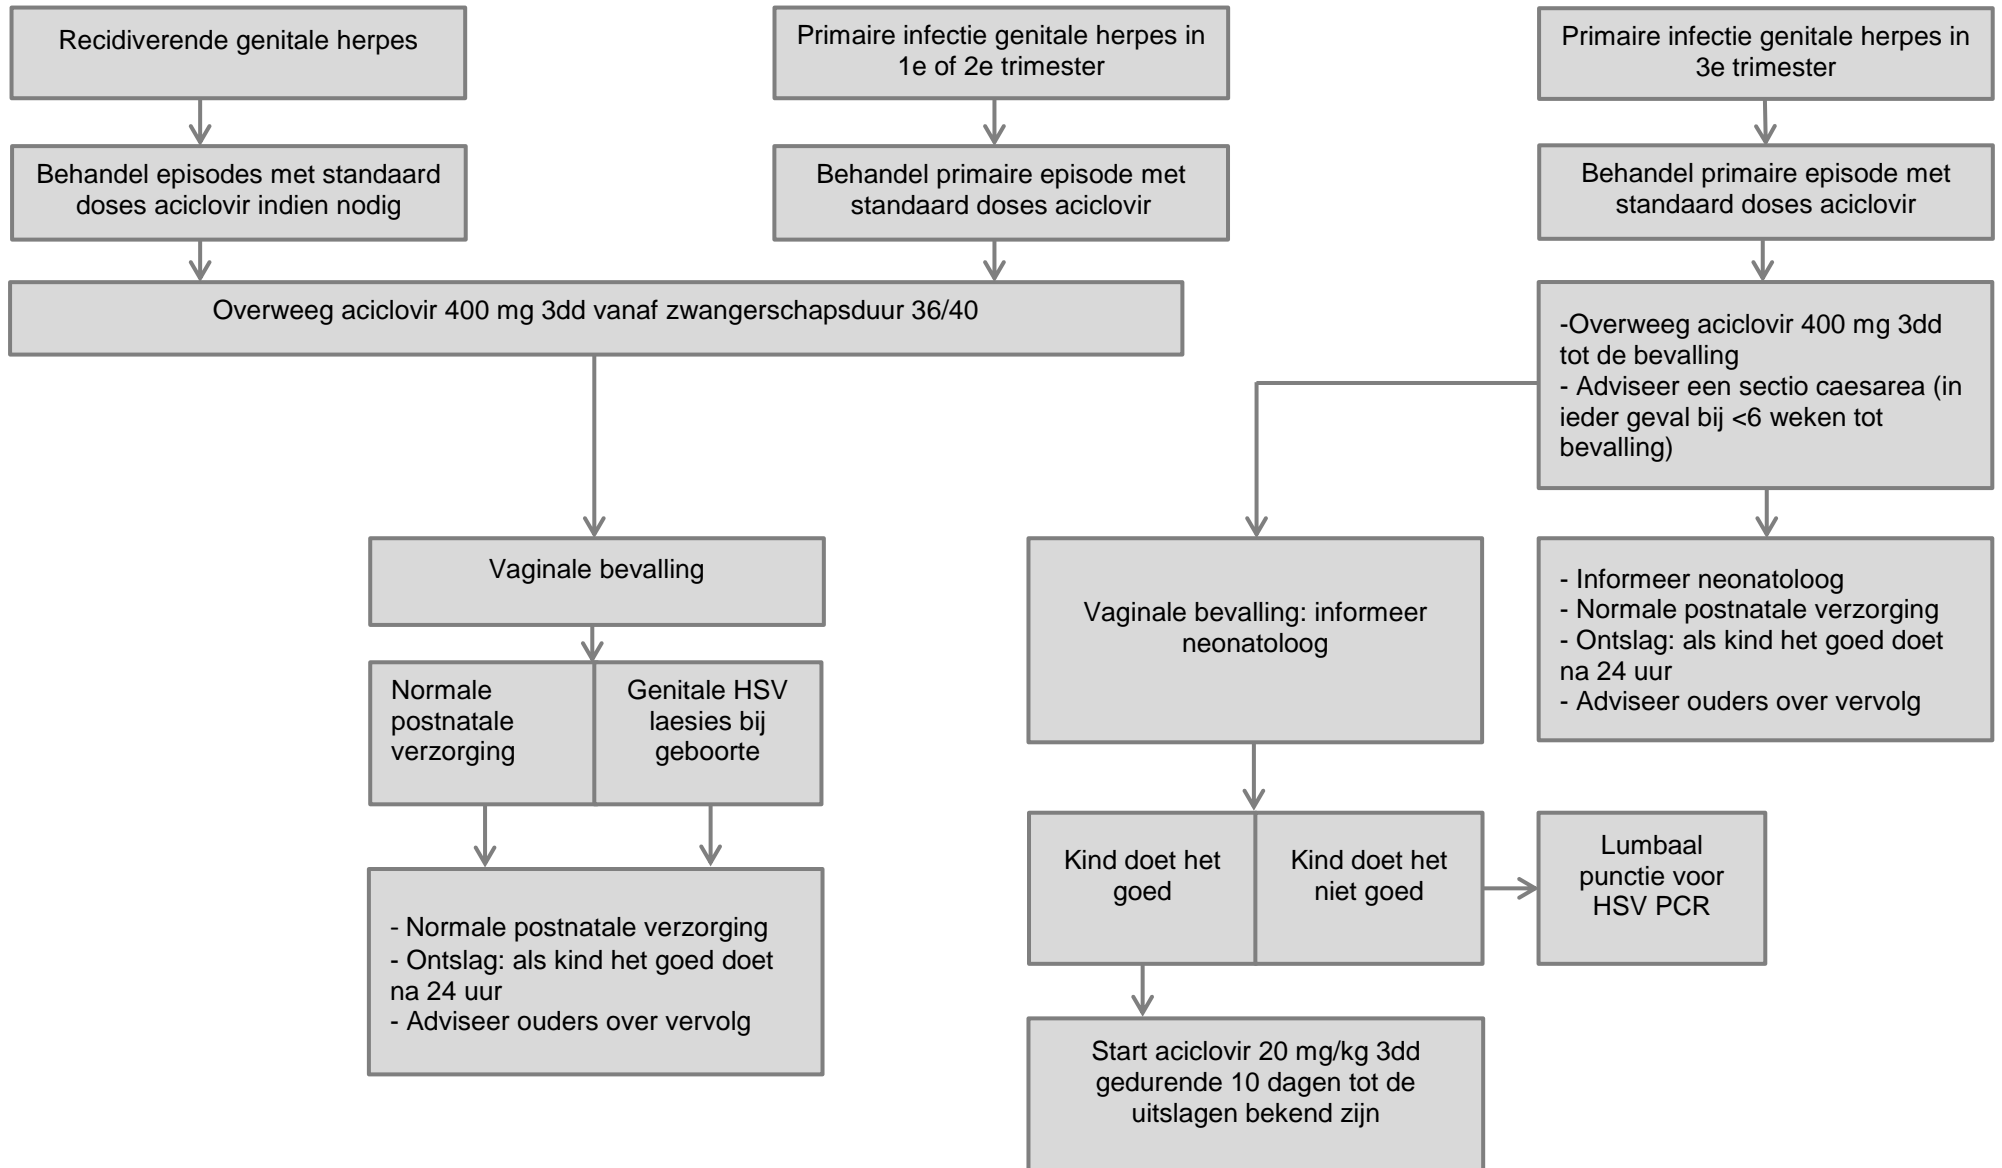 Recidiverende genitale herpes
Primaire infectie genitale herpes in
1e of 2e trimester
Primaire infectie genitale herpes in
3e trimester
Behandel episodes met standaard
doses aciclovir indien nodig
Behandel primaire episode met
standaard doses aciclovir
Behandel primaire episode met
standaard doses aciclovir
Overweeg aciclovir 400 mg 3dd vanaf zwangerschapsduur 36/40
-Overweeg aciclovir 400 mg 3dd
tot de bevalling
- Adviseer een sectio caesarea (in
ieder geval bij <6 weken tot
bevalling)
Vaginale bevalling
Vaginale bevalling: informeer
neonatoloog
- Informeer neonatoloog
- Normale postnatale verzorging
- Ontslag: als kind het goed doet
na 24 uur
- Adviseer ouders over vervolg
Normale
postnatale
verzorging
Genitale HSV
laesies bij
geboorte
Kind doet het
goed
Kind doet het
niet goed
Lumbaal
punctie voor
HSV PCR
- Normale postnatale verzorging
- Ontslag: als kind het goed doet
na 24 uur
- Adviseer ouders over vervolg
Start aciclovir 20 mg/kg 3dd
gedurende 10 dagen tot de
uitslagen bekend zijn